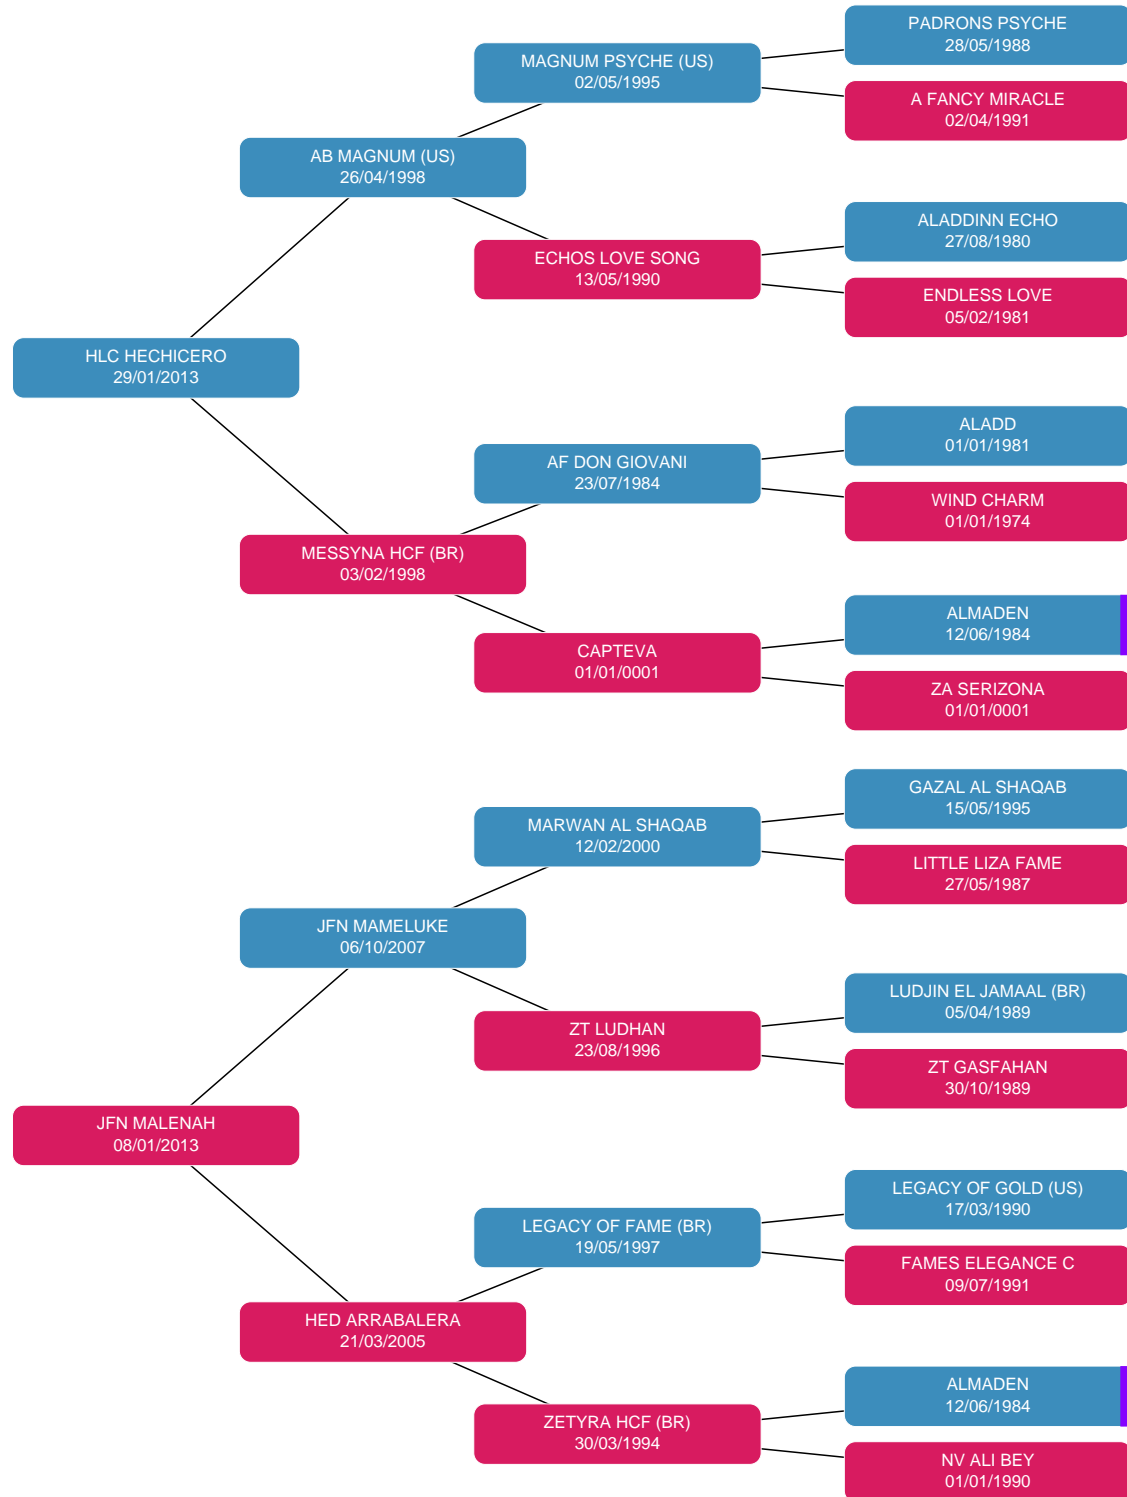 PADRONS PSYCHE
28/05/1988
MAGNUM PSYCHE (US)
02/05/1995
A FANCY MIRACLE
02/04/1991
AB MAGNUM (US)
26/04/1998
ALADDINN ECHO
27/08/1980
ECHOS LOVE SONG
13/05/1990
ENDLESS LOVE
05/02/1981
HLC HECHICERO
29/01/2013
ALADD
01/01/1981
AF DON GIOVANI
23/07/1984
WIND CHARM
01/01/1974
MESSYNA HCF (BR)
03/02/1998
ALMADEN
12/06/1984
CAPTEVA
01/01/0001
ZA SERIZONA
01/01/0001
GAZAL AL SHAQAB
15/05/1995
MARWAN AL SHAQAB
12/02/2000
LITTLE LIZA FAME
27/05/1987
JFN MAMELUKE
06/10/2007
LUDJIN EL JAMAAL (BR)
05/04/1989
ZT LUDHAN
23/08/1996
ZT GASFAHAN
30/10/1989
JFN MALENAH
08/01/2013
LEGACY OF GOLD (US)
17/03/1990
LEGACY OF FAME (BR)
19/05/1997
FAMES ELEGANCE C
09/07/1991
HED ARRABALERA
21/03/2005
ALMADEN
12/06/1984
ZETYRA HCF (BR)
30/03/1994
NV ALI BEY
01/01/1990